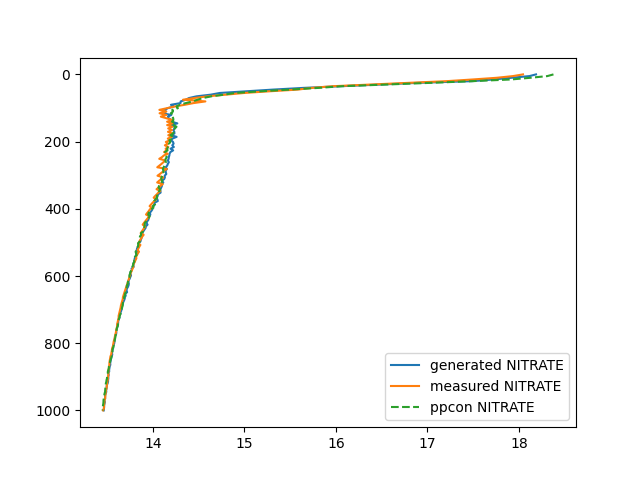 0
200
400
600
800
1000
14 15 16 17 18
generated NITRATE
measured NITRATE
ppcon NITRATE